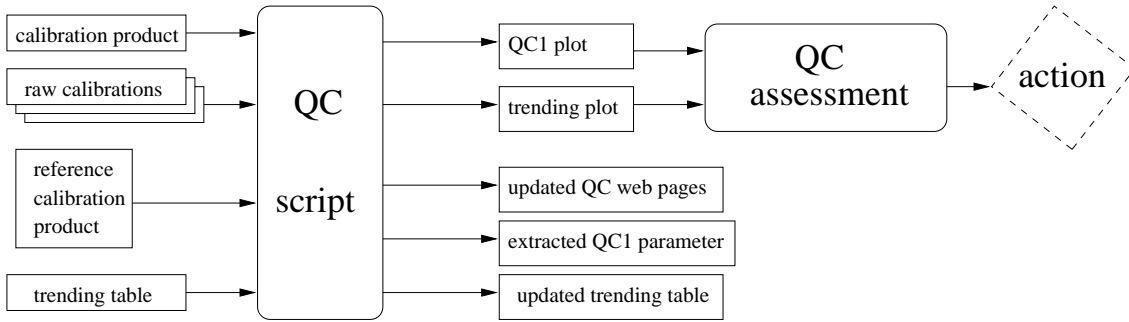 calibration product
raw calibrations
reference
calibration
product
trending table
QC
script
QC1 plot
trending plot
updated QC web pages
extracted QC1 parameter
updated trending table
QC
assessment
action